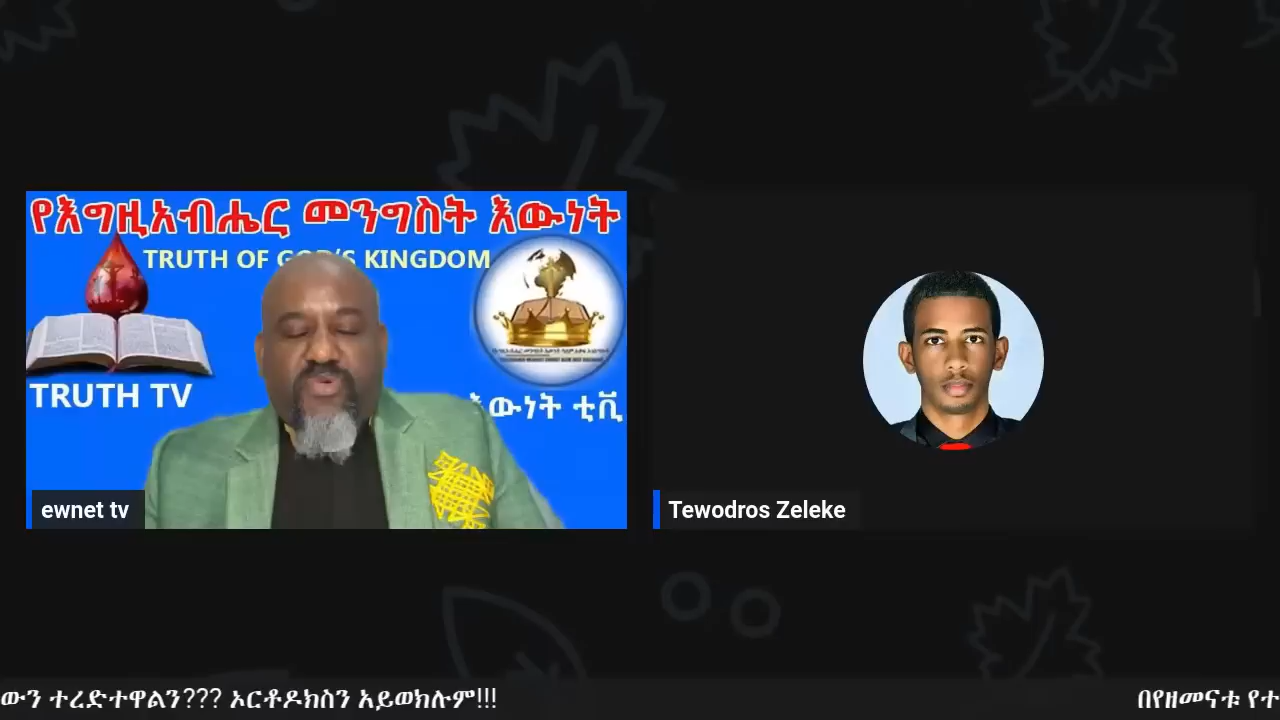 የእግዚአብሔር መንግስት እውነት
TRUTH OF GOD'S KINGDOM
TRUTH TV
እውነት ቲቪ
ewnet tv
Tewodros Zeleke
ውን ተረድተዋልን??? ኦርቶዶክስን አይወክሉም!!!
በየዘመናቱ የተ